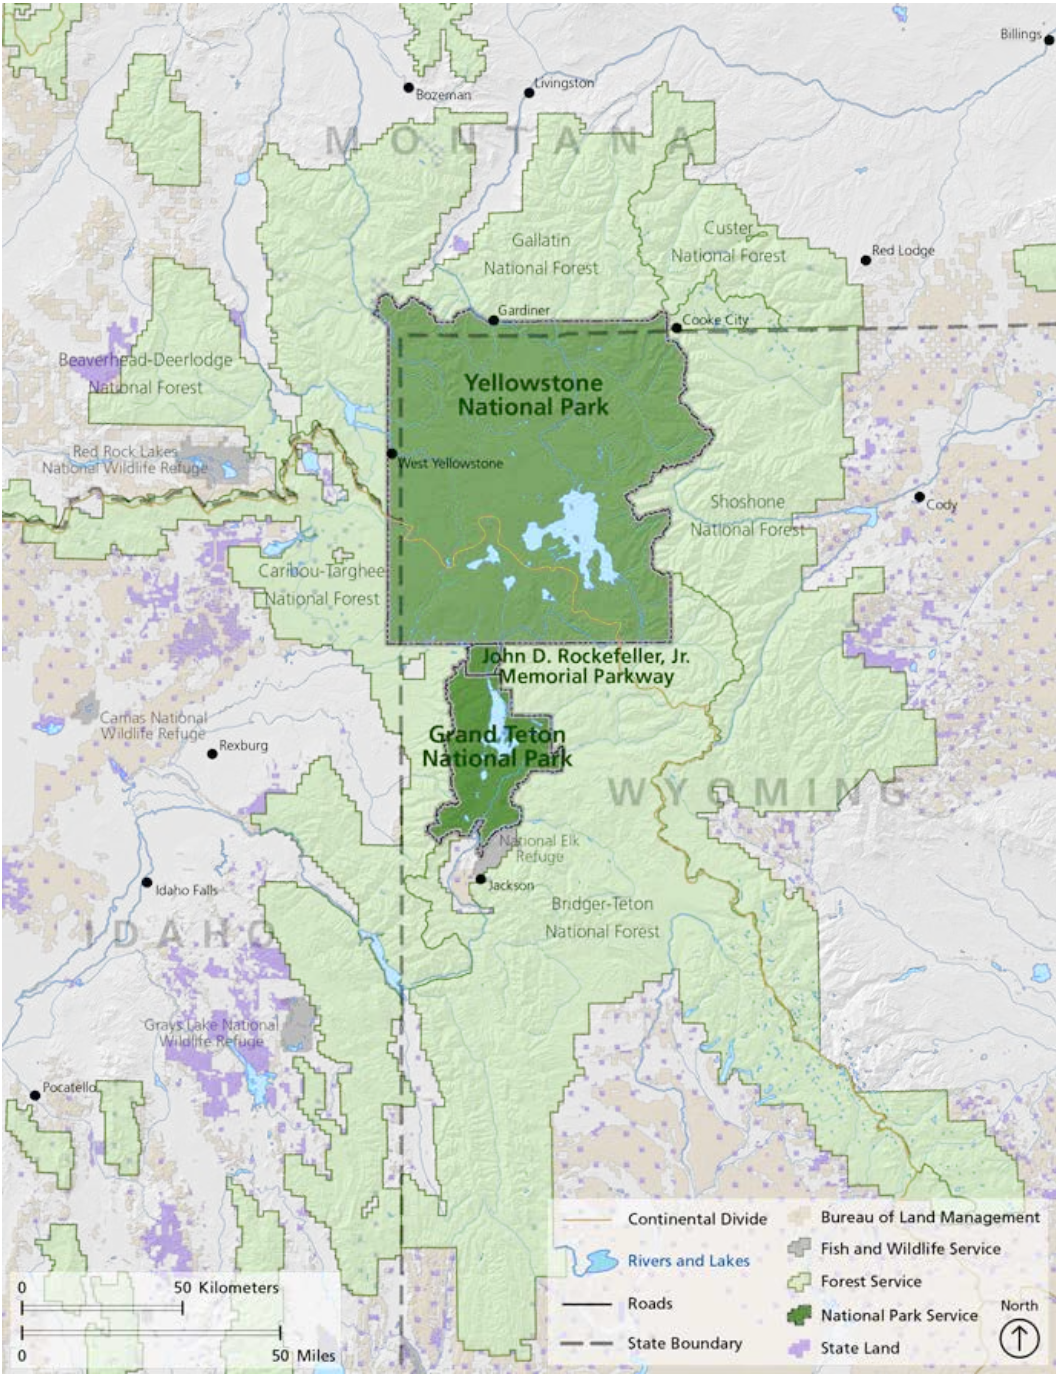 Billings
Bozeman
Livingston
MONTANA
Gallatin
National Forest
Custer
National Forest
Red Lodge
Gardiner
Cooke City
Beaverhead-Deerlodge
National Forest
Yellowstone
National Park
Red Rock Lakes
National Wildlife Refuge
West Yellowstone
Shoshone
National Forest
Cody
Caribou-Targhee
National Forest
John D. Rockefeller, Jr.
Memorial Parkway
Camas National
Wildlife Refuge
Rexburg
Grand Teton
National Park
WYOMING
National Elk
Refuge
Jackson
Idaho Falls
Bridger-Teton
National Forest
IDAHO
Grays Lake National
Wildlife Refuge
Pocatello
0 50 Kilometers
0 50 Miles
Continental Divide
Rivers and Lakes
Roads
State Boundary
Bureau of Land Management
Fish and Wildlife Service
Forest Service
National Park Service
State Land
North